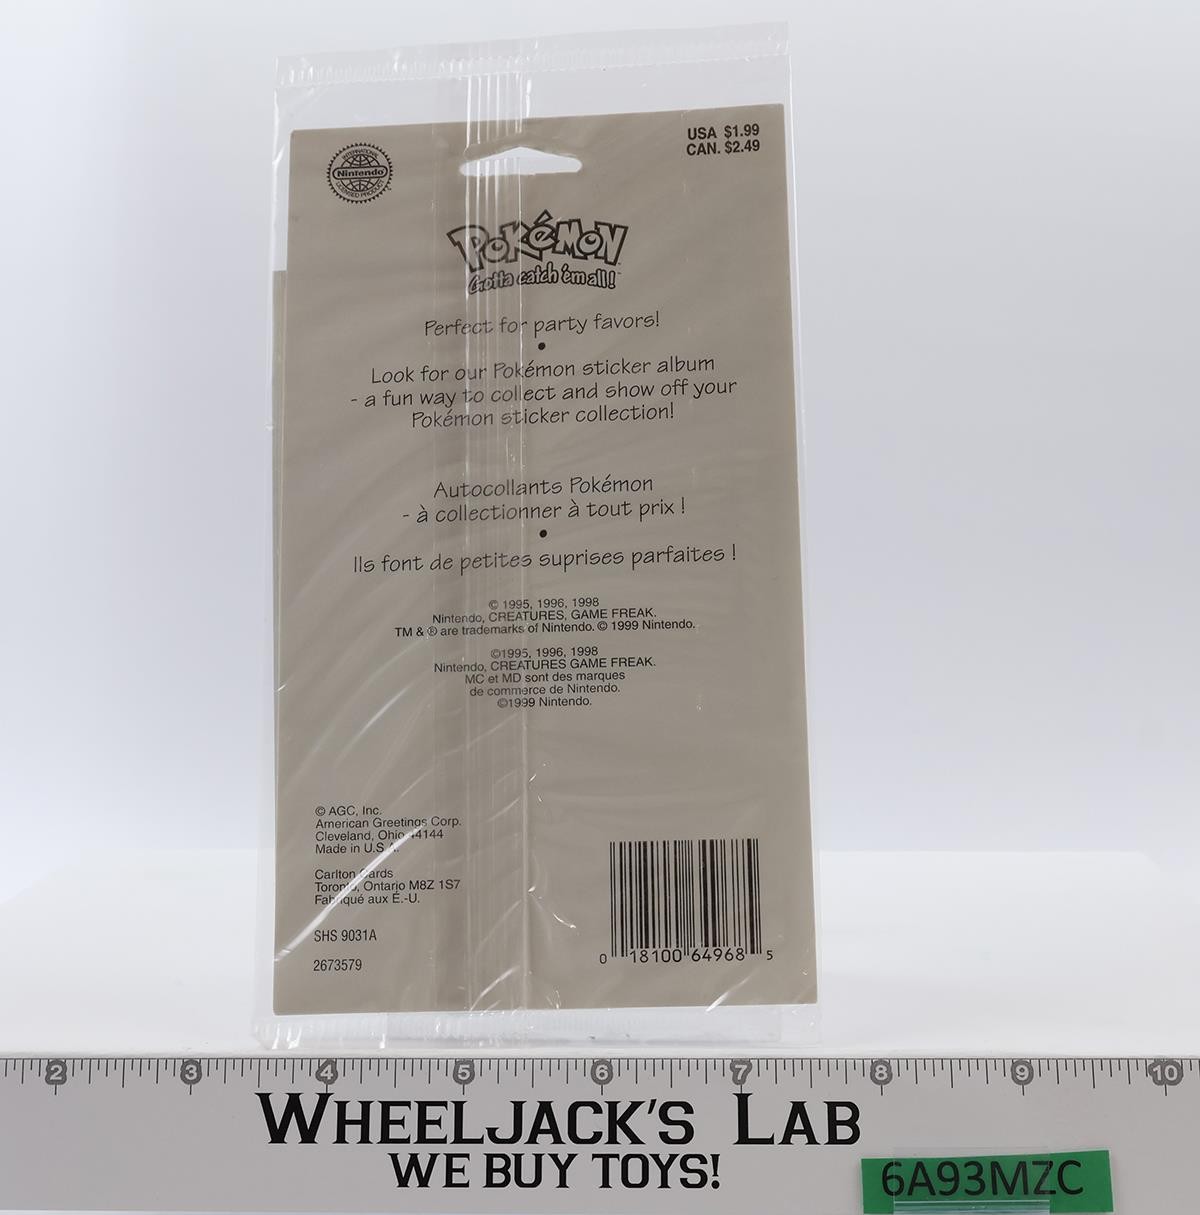 INTERNATIONAL
Nintendo
LICENSED PRODUCT
USA $1.99
CAN. $2.49
POKéMON
Gotta catch 'em all!
Perfect for party favors!
•
Look for our Pokémon sticker album
- a fun way to collect and show off your
Pokémon sticker collection!
Autocollants Pokémon
- à collectionner à tout prix !
•
Ils font de petites suprises parfaites !
© 1995, 1996, 1998
Nintendo, CREATURES, GAME FREAK.
TM & ® are trademarks of Nintendo. © 1999 Nintendo.
©1995, 1996, 1998
Nintendo, CREATURES GAME FREAK.
MC et MD sont des marques
de commerce de Nintendo.
©1999 Nintendo.
© AGC, Inc.
American Greetings Corp.
Cleveland, Ohio 44144
Made in U.S.A.
Carlton Cards
Toronto, Ontario M8Z 1S7
Fabriqué aux É.-U.
SHS 9031A
2673579
0 18100 64968 5
2 3 4 5 6 7 8 9 10
WHEELJACK'S LAB
WE BUY TOYS!
6A93MZC